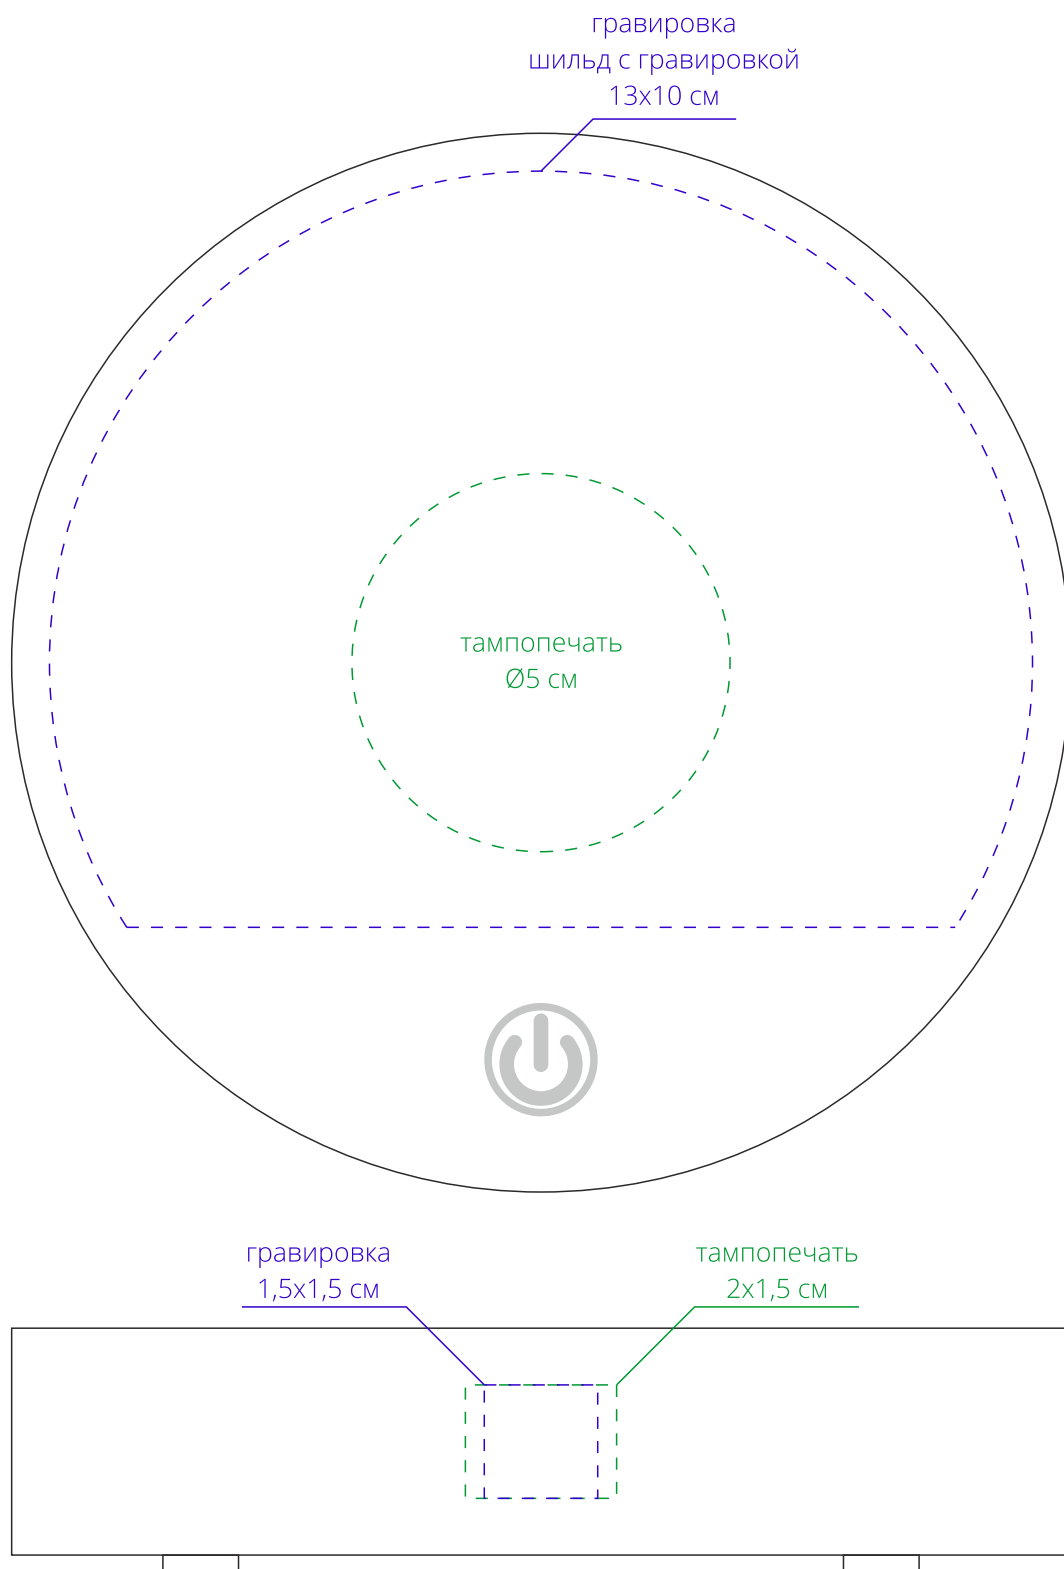 гравировка
шильд с гравировкой
13x10 см
тампопечать
Ø5 см
гравировка
1,5x1,5 см
тампопечать
2x1,5 см